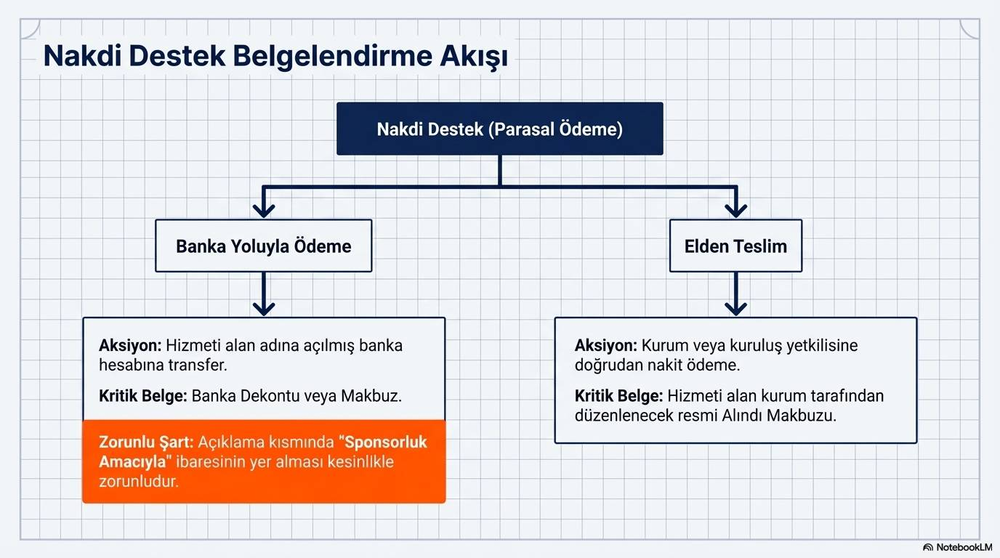 Nakdi Destek Belgelendirme Akışı
Nakdi Destek (Parasal Ödeme)
Banka Yoluyla Ödeme
Elden Teslim
Aksiyon: Hizmeti alan adına açılmış banka
hesabına transfer.
Kritik Belge: Banka Dekontu veya Makbuz.
Zorunlu Şart: Açıklama kısmında "Sponsorluk
Amacıyla" ibaresinin yer alması kesinlikle
zorunludur.
Aksiyon: Kurum veya kuruluş yetkilisine
doğrudan nakit ödeme.
Kritik Belge: Hizmeti alan kurum tarafından
düzenlenecek resmi Alındı Makbuzu.
NotebookLM